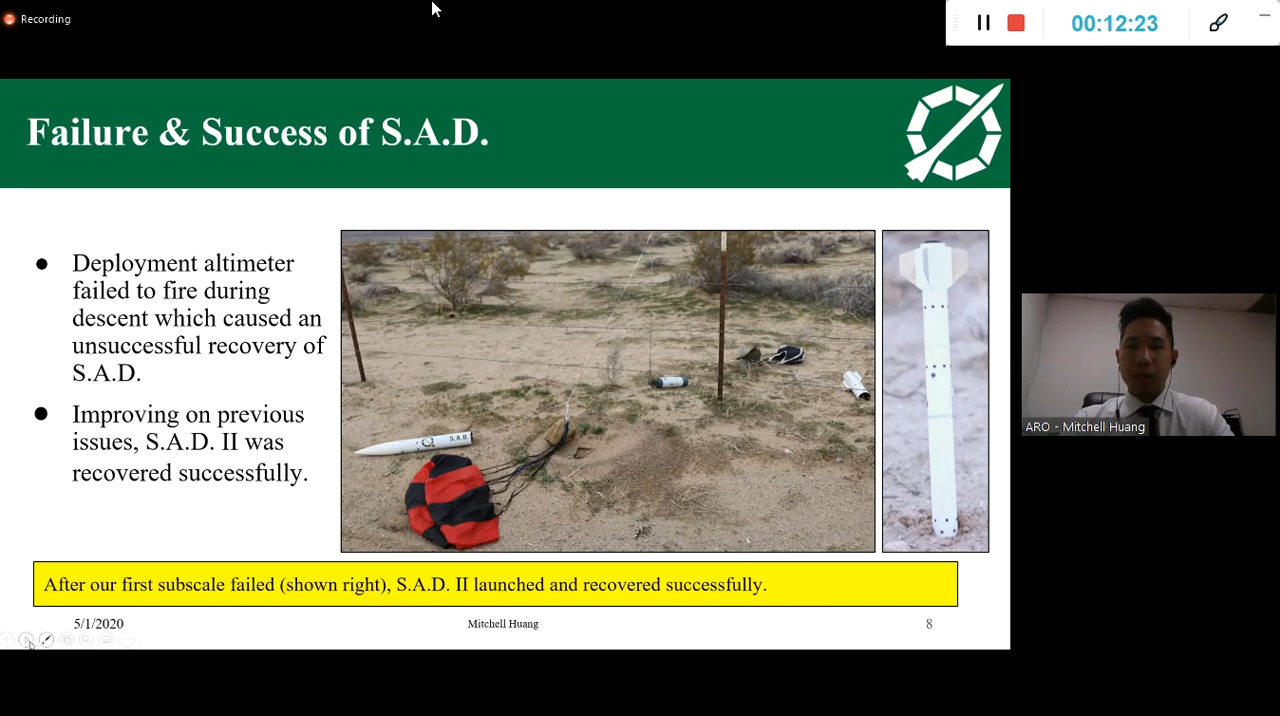 Recording
00:12:23
Failure & Success of S.A.D.
● Deployment altimeter
failed to fire during
descent which caused an
unsuccessful recovery of
S.A.D.
● Improving on previous
issues, S.A.D. II was
recovered successfully.
S.A.D.
ARO - Mitchell Huang
After our first subscale failed (shown right), S.A.D. II launched and recovered successfully.
5/1/2020
Mitchell Huang
8